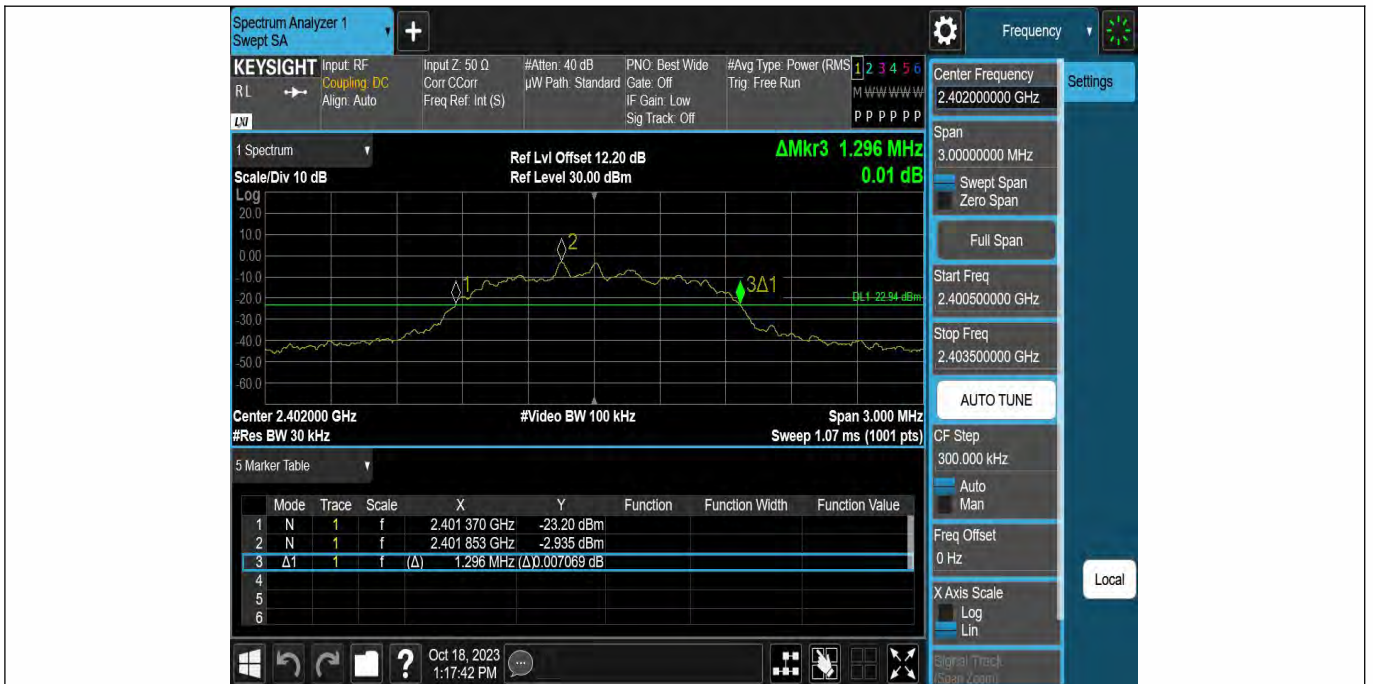 Spectrum Analyzer 1
Swept SA
Frequency
KEYSIGHT
RL
LXI
Input: RF
Coupling: DC
Align: Auto
Input Z: 50 Ω
Corr CCorr
Freq Ref: Int (S)
#Atten: 40 dB
µW Path: Standard
PNO: Best Wide
Gate: Off
IF Gain: Low
Sig Track: Off
#Avg Type: Power (RMS
Trig: Free Run
1 2 3 4 5 6
M W W W W W
P P P P P P
1 Spectrum
Scale/Div 10 dB
Ref Lvl Offset 12.20 dB
Ref Level 30.00 dBm
ΔMkr3 1.296 MHz
0.01 dB
Log
20.0
10.0
0.00
-10.0
-20.0
-30.0
-40.0
-50.0
-60.0
1
2
3Δ1
DL1 -22.94 dBm
Center 2.402000 GHz
#Video BW 100 kHz
Span 3.000 MHz
#Res BW 30 kHz
Sweep 1.07 ms (1001 pts)
5 Marker Table
Mode Trace Scale X Y Function Function Width Function Value
1 N 1 f 2.401 370 GHz -23.20 dBm
2 N 1 f 2.401 853 GHz -2.935 dBm
3 Δ1 1 f (Δ) 1.296 MHz (Δ)0.007069 dB
4
5
6
Oct 18, 2023
1:17:42 PM
Center Frequency
2.402000000 GHz
Span
3.00000000 MHz
Swept Span
Zero Span
Full Span
Start Freq
2.400500000 GHz
Stop Freq
2.403500000 GHz
AUTO TUNE
CF Step
300.000 kHz
Auto
Man
Freq Offset
0 Hz
X Axis Scale
Log
Lin
Signal Track
(Span Zoom)
Settings
Local